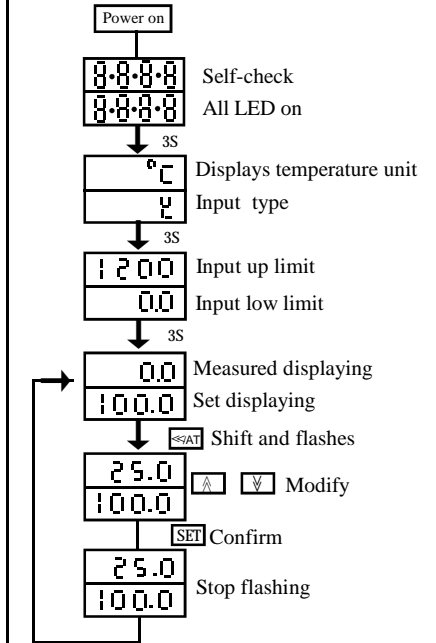 Power on
8.8.8.8 Self-check
8.8.8.8 All LED on
3S
°C Displays temperature unit
K Input type
3S
1200 Input up limit
0.0 Input low limit
3S
0.0 Measured displaying
100.0 Set displaying
≪AT Shift and flashes
25.0
100.0
Modify
SET Confirm
25.0
100.0
Stop flashing